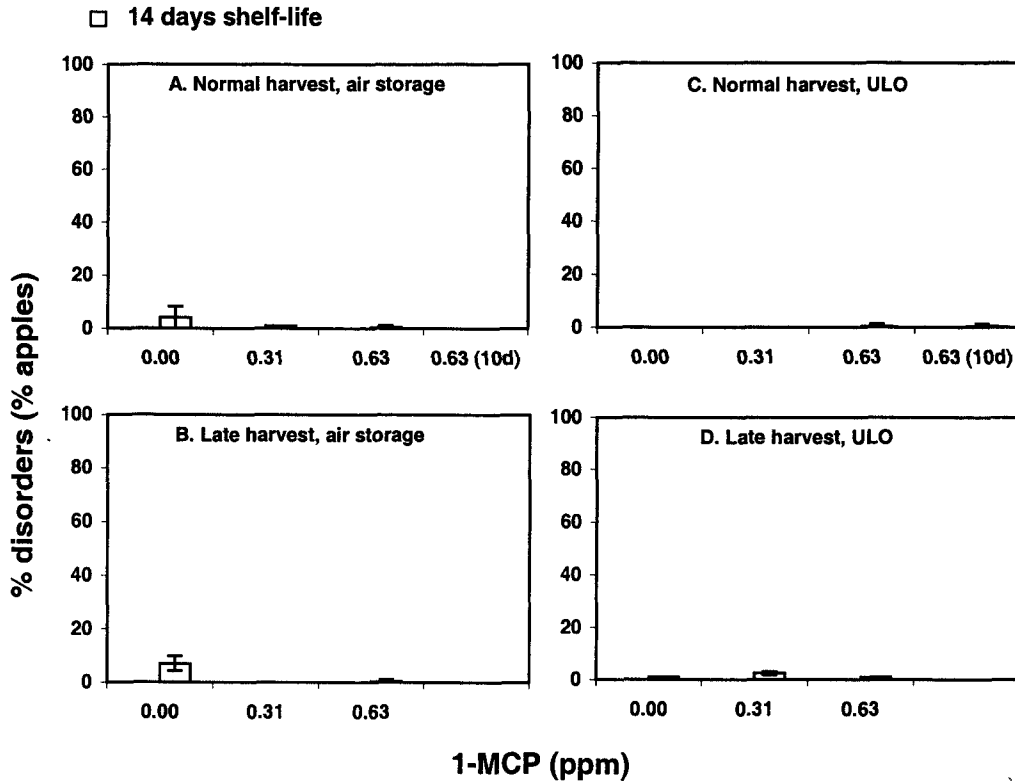 14 days shelf-life
% disorders (% apples)
A. Normal harvest, air storage
100
80
60
40
20
0
0.00 0.31 0.63 0.63 (10d)
C. Normal harvest, ULO
100
80
60
40
20
0
0.00 0.31 0.63 0.63 (10d)
B. Late harvest, air storage
100
80
60
40
20
0
0.00 0.31 0.63
D. Late harvest, ULO
100
80
60
40
20
0
0.00 0.31 0.63
1-MCP (ppm)